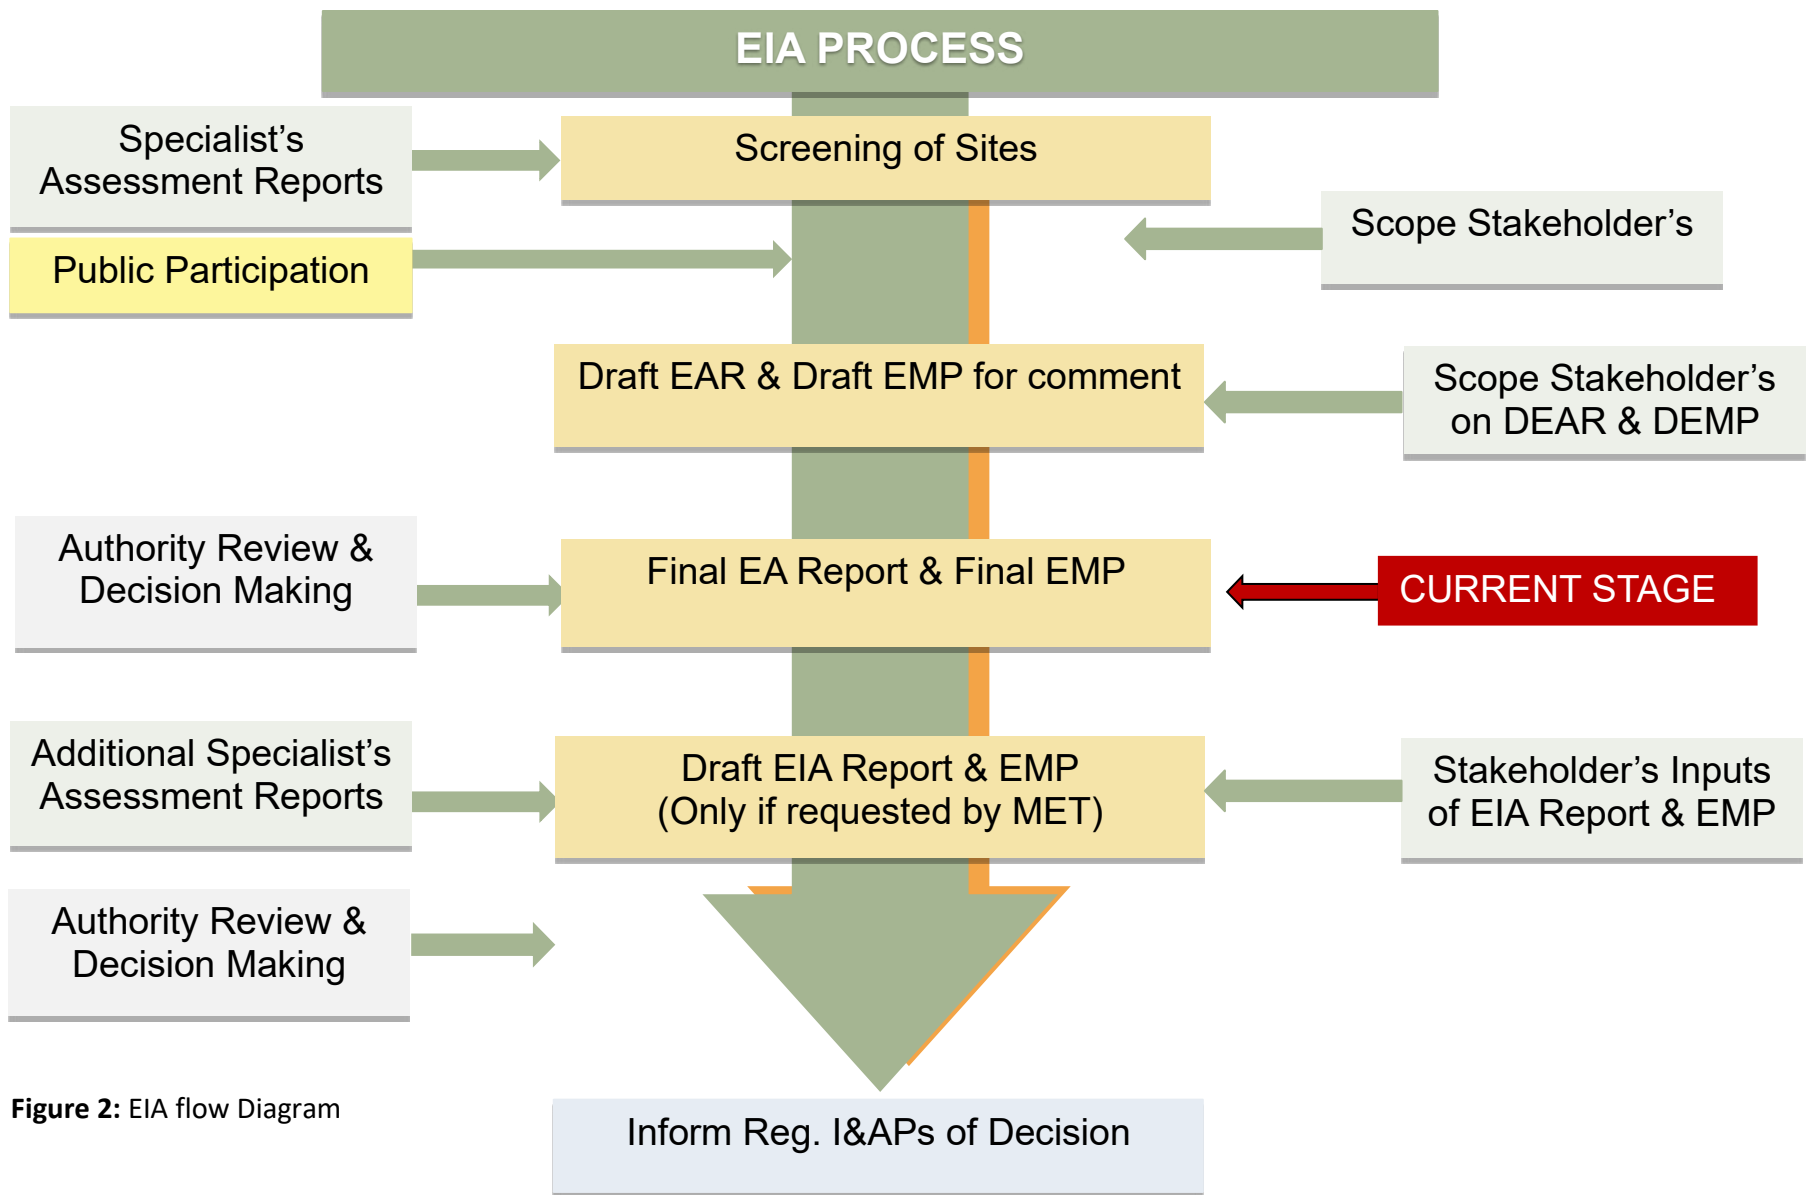 EIA PROCESS
Specialist’s
Assessment Reports
Screening of Sites
Scope Stakeholder’s
Public Participation
Draft EAR & Draft EMP for comment
Scope Stakeholder’s
on DEAR & DEMP
Authority Review &
Decision Making
Final EA Report & Final EMP
CURRENT STAGE
Additional Specialist’s
Assessment Reports
Draft EIA Report & EMP
(Only if requested by MET)
Stakeholder’s Inputs
of EIA Report & EMP
Authority Review &
Decision Making
Figure 2: EIA flow Diagram
Inform Reg. I&APs of Decision